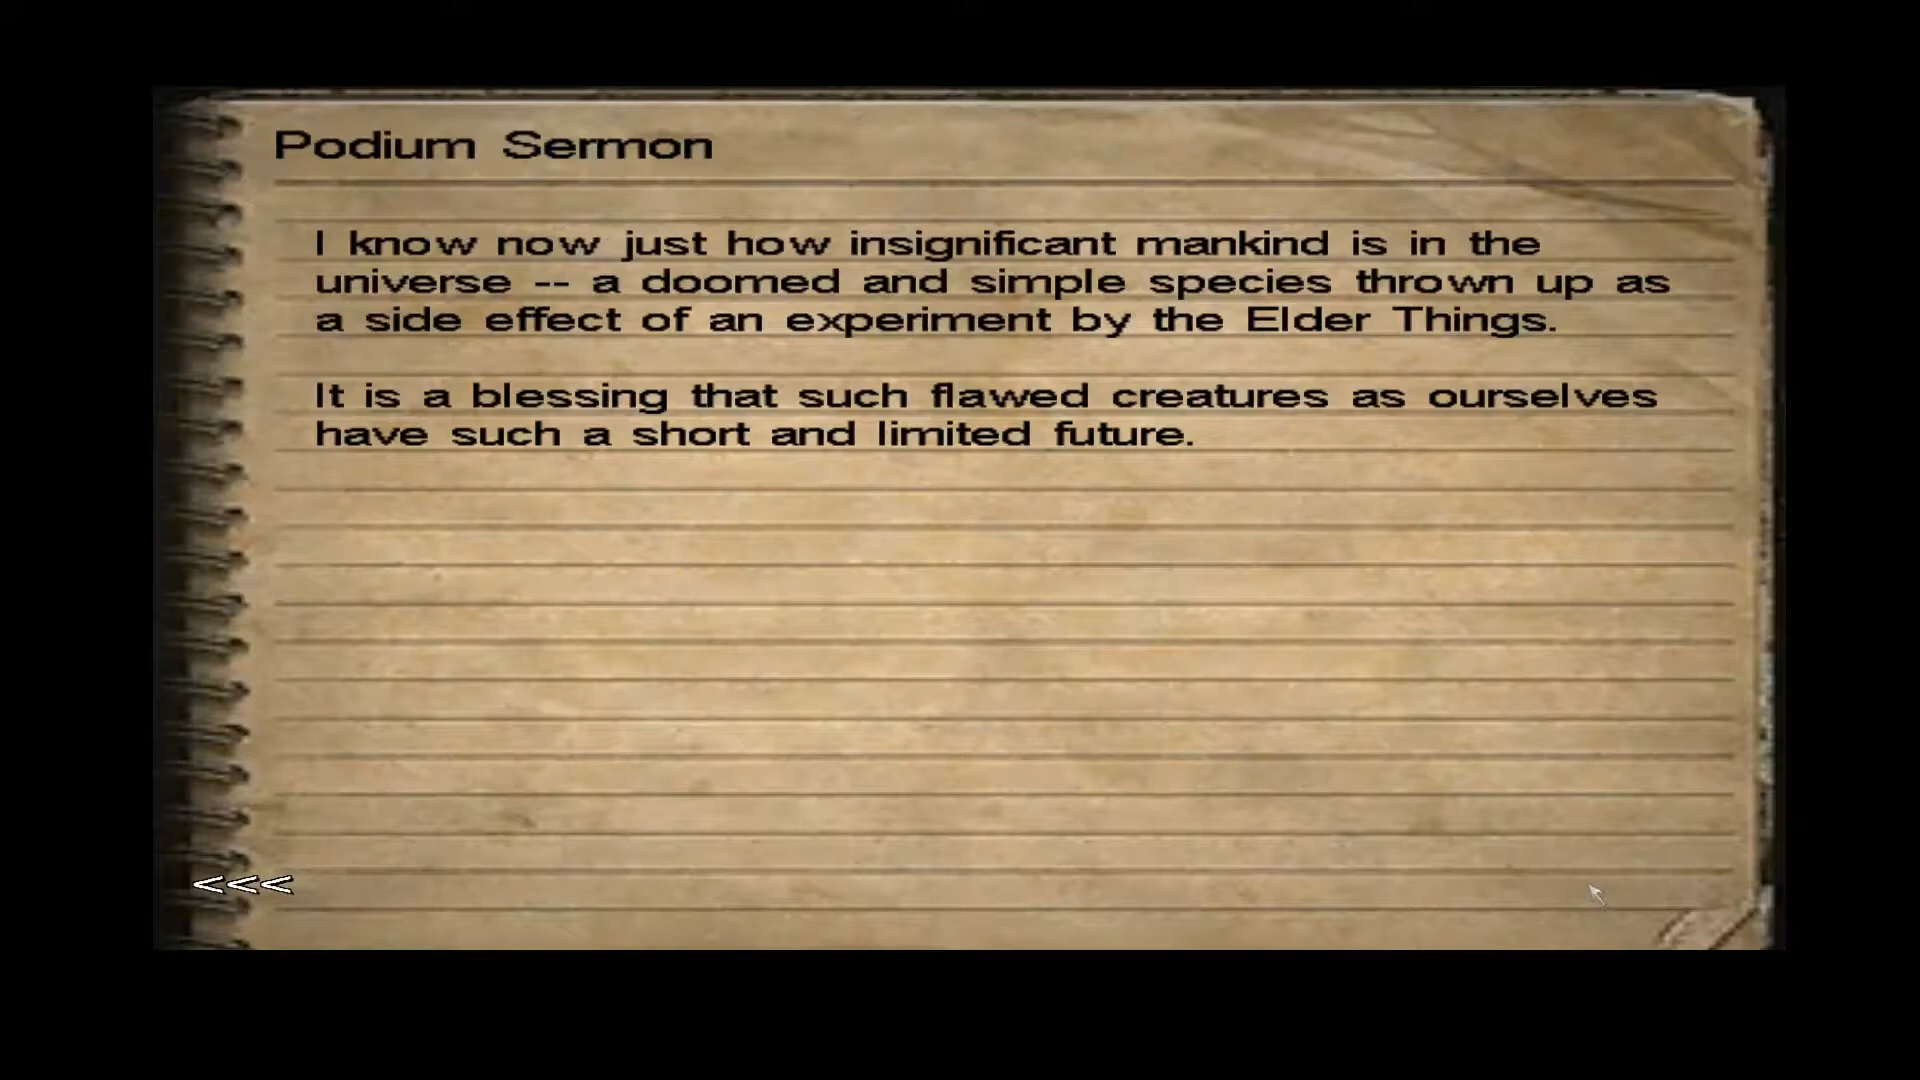 Podium Sermon
I know now just how insignificant mankind is in the
universe -- a doomed and simple species thrown up as
a side effect of an experiment by the Elder Things.
It is a blessing that such flawed creatures as ourselves
have such a short and limited future.
<<<